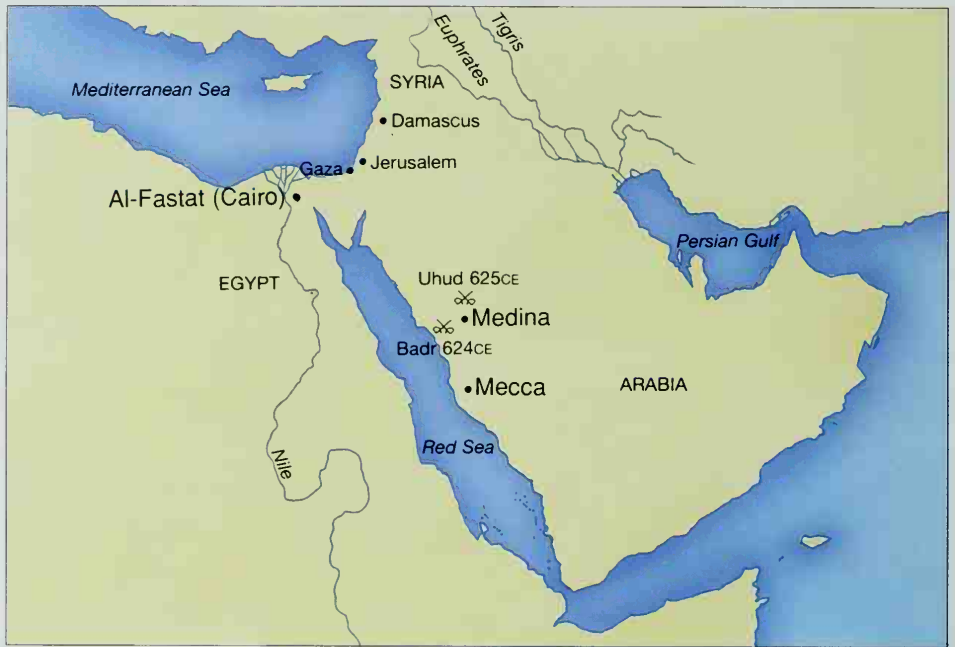 Euphrates
Tigris
Mediterranean Sea
SYRIA
Damascus
Jerusalem
Gaza
Al-Fastat (Cairo)
Persian Gulf
EGYPT
Uhud 625CE
Medina
Badr 624CE
Mecca
ARABIA
Red Sea
Nile